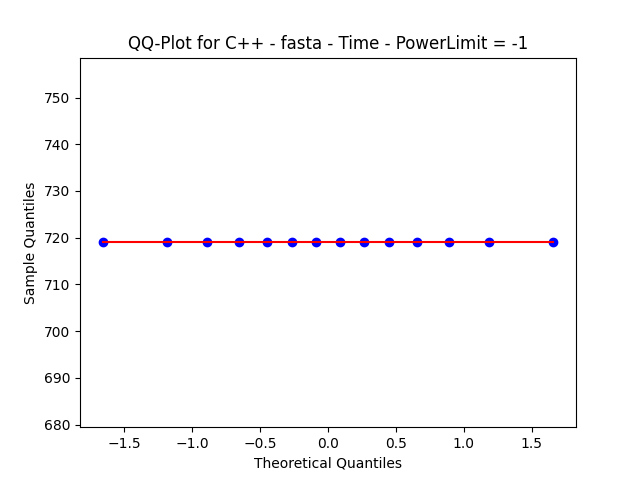 QQ-Plot for C++ - fasta - Time - PowerLimit = -1
750
740
730
720
710
700
690
680
Sample Quantiles
−1.5 −1.0 −0.5 0.0 0.5 1.0 1.5
Theoretical Quantiles